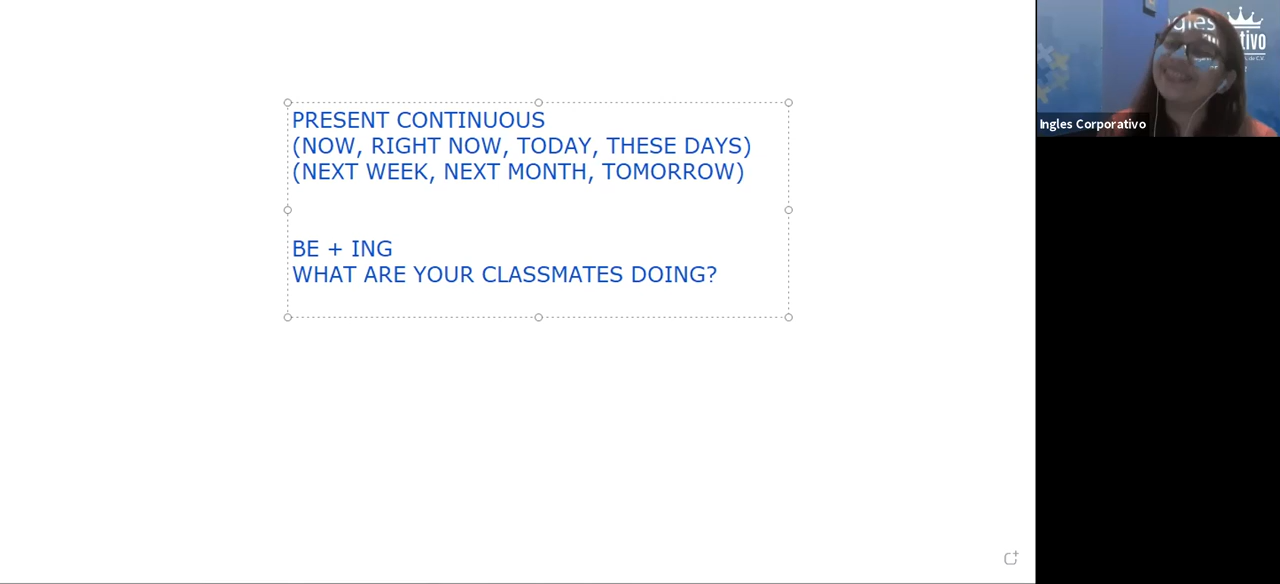 PRESENT CONTINUOUS
(NOW, RIGHT NOW, TODAY, THESE DAYS)
(NEXT WEEK, NEXT MONTH, TOMORROW)
BE + ING
WHAT ARE YOUR CLASSMATES DOING?
Ingles Corporativo